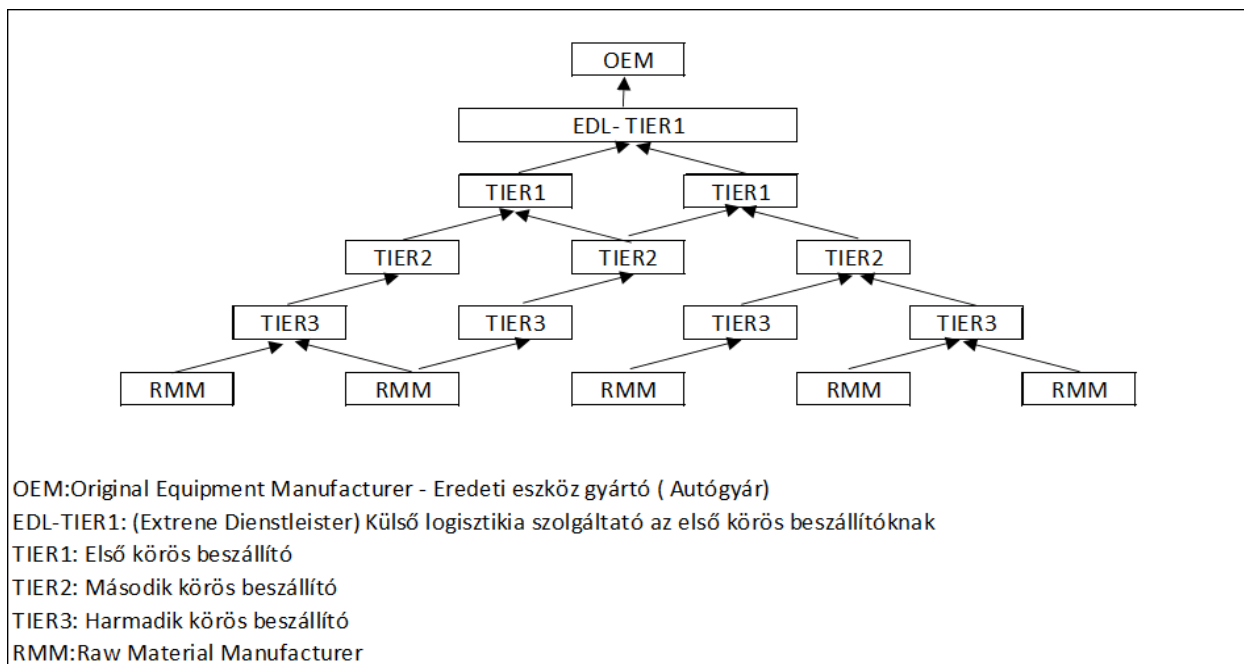 OEM
EDL- TIER1
TIER1 TIER1
TIER2 TIER2 TIER2
TIER3 TIER3 TIER3 TIER3
RMM RMM RMM RMM RMM
OEM:Original Equipment Manufacturer - Eredeti eszköz gyártó ( Autógyár)
EDL-TIER1: (Extrene Dienstleister) Külső logisztikia szolgáltató az első körös beszállítóknak
TIER1: Első körös beszállító
TIER2: Második körös beszállító
TIER3: Harmadik körös beszállító
RMM:Raw Material Manufacturer